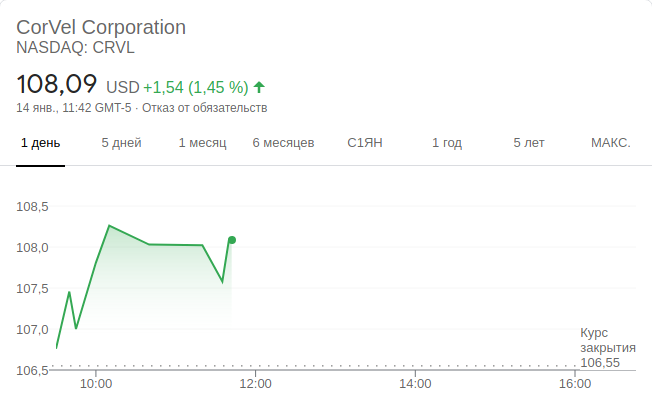 CorVel Corporation
NASDAQ: CRVL
108,09 USD +1,54 (1,45 %)
14 янв., 11:42 GMT-5 · Отказ от обязательств
1 день 5 дней 1 месяц 6 месяцев С1ЯН 1 год 5 лет МАКС.
108,5
108,0
107,5
107,0
Курс
закрытия
106,55
106,5
10:00 12:00 14:00 16:00